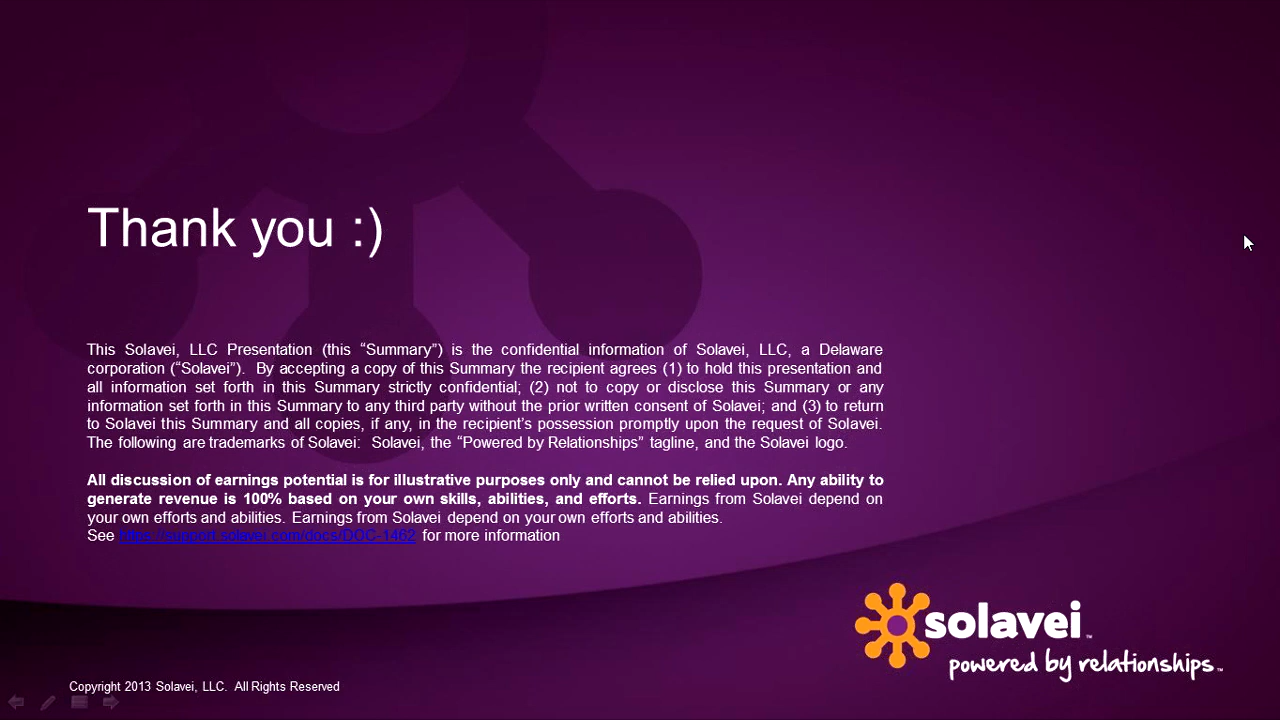 Thank you :)
This Solavei, LLC Presentation (this “Summary”) is the confidential information of Solavei, LLC, a Delaware
corporation (“Solavei”).  By accepting a copy of this Summary the recipient agrees (1) to hold this presentation and
all information set forth in this Summary strictly confidential; (2) not to copy or disclose this Summary or any
information set forth in this Summary to any third party without the prior written consent of Solavei; and (3) to return
to Solavei this Summary and all copies, if any, in the recipient’s possession promptly upon the request of Solavei.
The following are trademarks of Solavei:  Solavei, the “Powered by Relationships” tagline, and the Solavei logo.
All discussion of earnings potential is for illustrative purposes only and cannot be relied upon. Any ability to
generate revenue is 100% based on your own skills, abilities, and efforts. Earnings from Solavei depend on
your own efforts and abilities. Earnings from Solavei depend on your own efforts and abilities.
See https://support.solavei.com/docs/DOC-1462 for more information
solavei™
powered by relationships™
Copyright 2013 Solavei, LLC.  All Rights Reserved